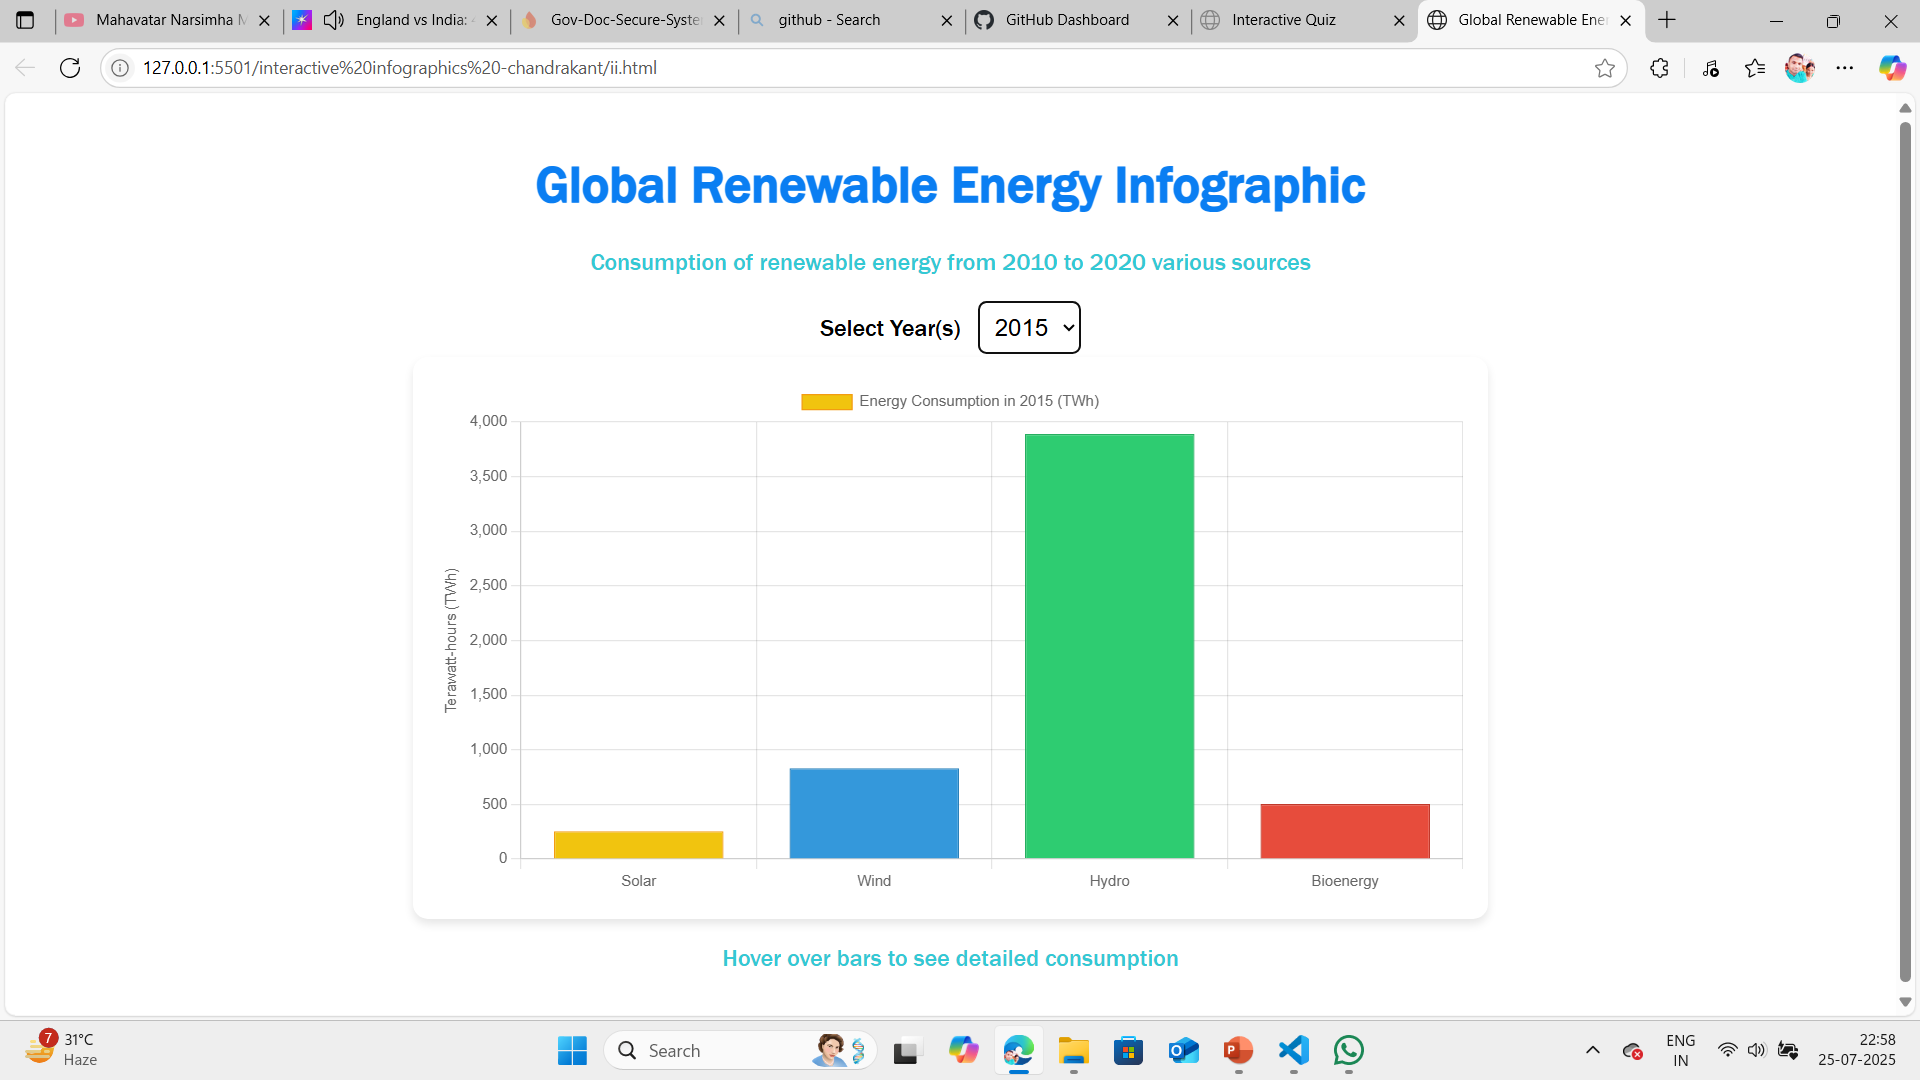 Mahavatar Narsimha M
England vs India: 4
Gov-Doc-Secure-Syste
github - Search
GitHub Dashboard
Interactive Quiz
Global Renewable Ener
127.0.0.1:5501/interactive%20infographics%20-chandrakant/ii.html
Global Renewable Energy Infographic
Consumption of renewable energy from 2010 to 2020 various sources
Select Year(s) 2015
Energy Consumption in 2015 (TWh)
Terawatt-hours (TWh)
4,000
3,500
3,000
2,500
2,000
1,500
1,000
500
0
Solar Wind Hydro Bioenergy
Hover over bars to see detailed consumption
7
31°C
Haze
Search
ENG
IN
22:58
25-07-2025